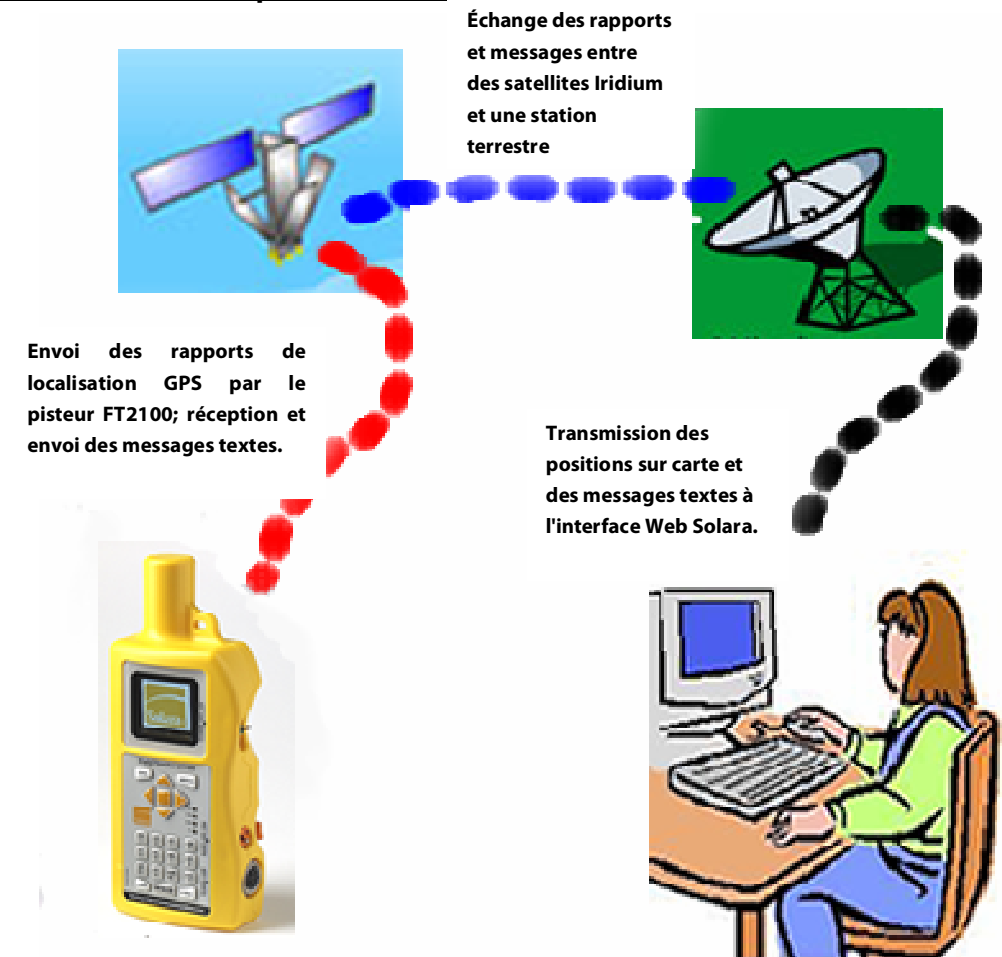 Échange des rapports
et messages entre
des satellites Iridium
et une station
terrestre
Envoi des rapports de
localisation GPS par le
pisteur FT2100; réception et
envoi des messages textes.
Transmission des
positions sur carte et
des messages textes à
l'interface Web Solara.
Solara